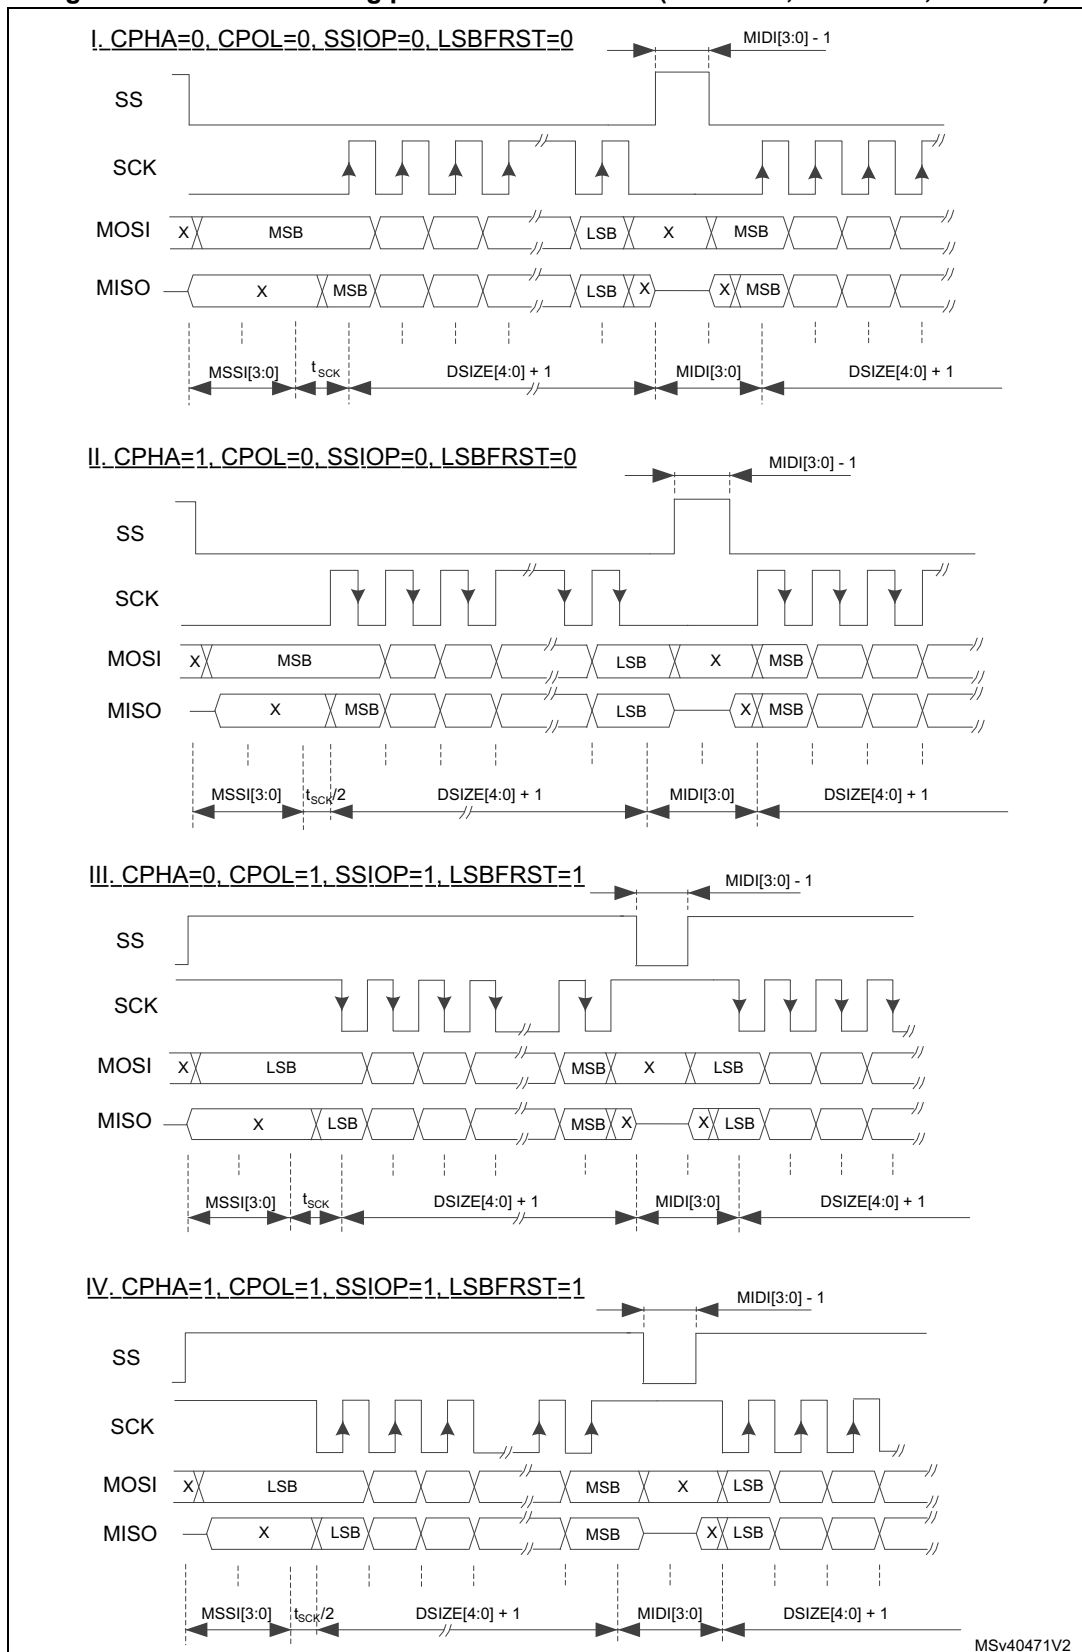 I. CPHA=0, CPOL=0, SSIOP=0, LSBFRST=0
MIDI[3:0] - 1
SS
SCK
MOSI X MSB LSB X MSB
MISO X MSB LSB X X MSB
MSSI[3:0] tSCK DSIZE[4:0] + 1 MIDI[3:0] DSIZE[4:0] + 1
II. CPHA=1, CPOL=0, SSIOP=0, LSBFRST=0
MIDI[3:0] - 1
SS
SCK
MOSI X MSB LSB X MSB
MISO X MSB LSB X MSB
MSSI[3:0] tSCK/2 DSIZE[4:0] + 1 MIDI[3:0] DSIZE[4:0] + 1
III. CPHA=0, CPOL=1, SSIOP=1, LSBFRST=1
MIDI[3:0] - 1
SS
SCK
MOSI X LSB MSB X LSB
MISO X LSB MSB X X LSB
MSSI[3:0] tSCK DSIZE[4:0] + 1 MIDI[3:0] DSIZE[4:0] + 1
IV. CPHA=1, CPOL=1, SSIOP=1, LSBFRST=1
MIDI[3:0] - 1
SS
SCK
MOSI X LSB MSB X LSB
MISO X LSB MSB X LSB
MSSI[3:0] tSCK/2 DSIZE[4:0] + 1 MIDI[3:0] DSIZE[4:0] + 1
MSv40471V2